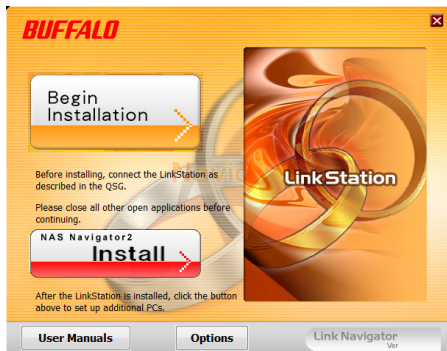 BUFFALO
Begin
Installation
Before installing, connect the LinkStation as
described in the QSG.
Please close all other open applications before
continuing.
NAS Navigator2
Install
After the LinkStation is installed, click the button
above to set up additional PCs.
LinkStation
User Manuals
Options
Link Navigator
Ver